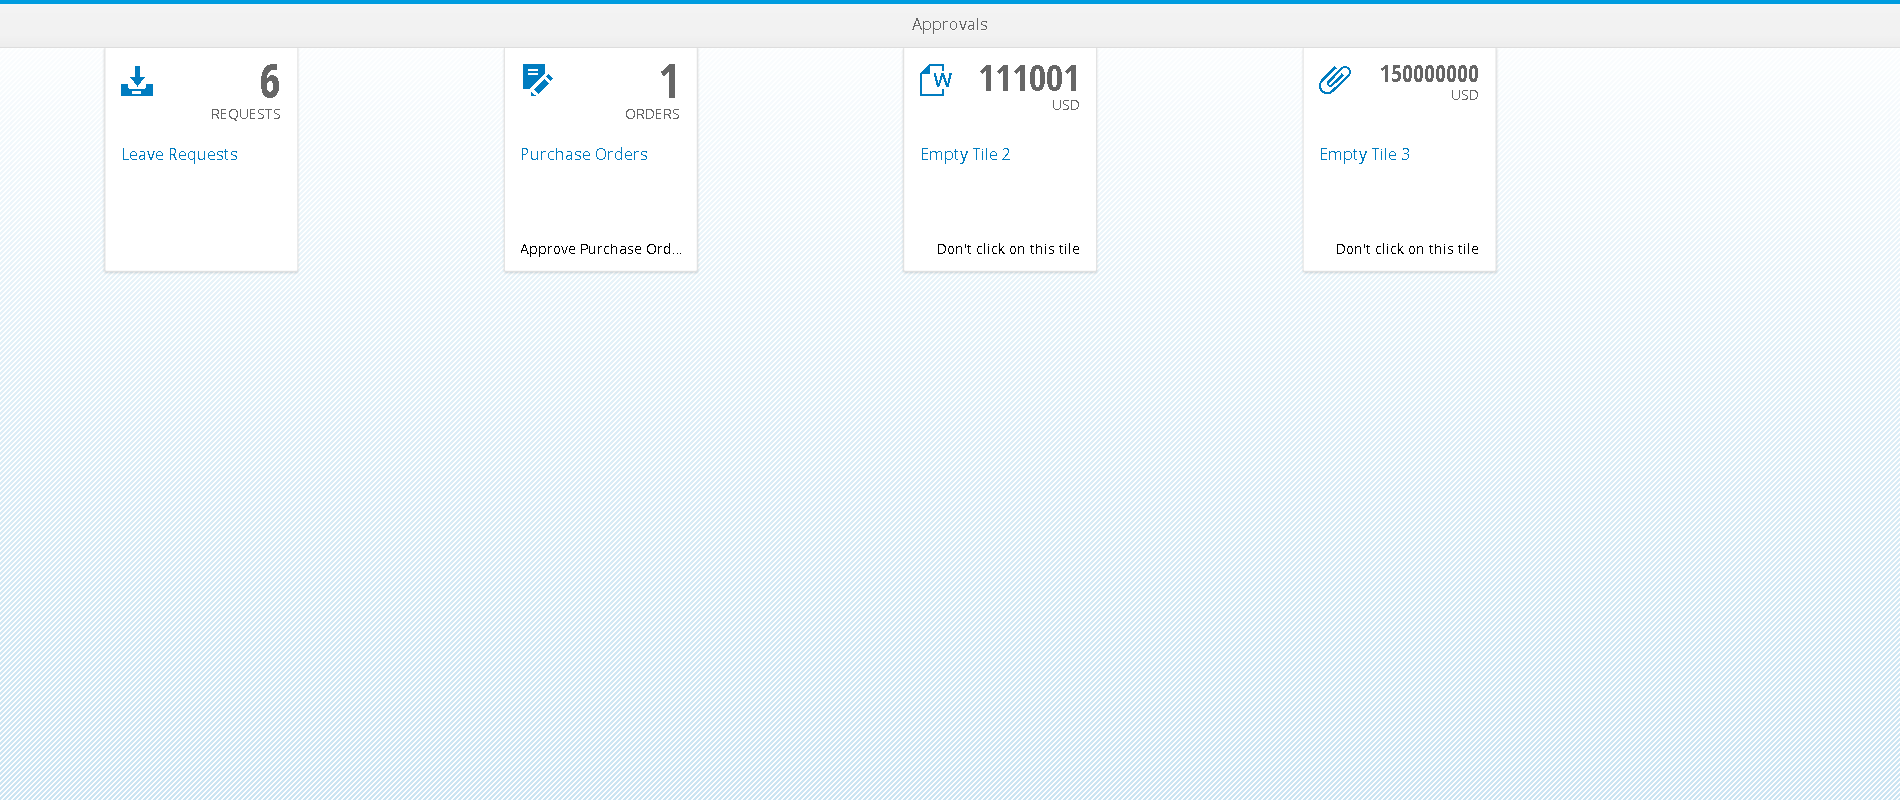 Approvals
6
REQUESTS
Leave Requests
1
ORDERS
Purchase Orders
Approve Purchase Ord...
W
111001
USD
Empty Tile 2
Don't click on this tile
150000000
USD
Empty Tile 3
Don't click on this tile